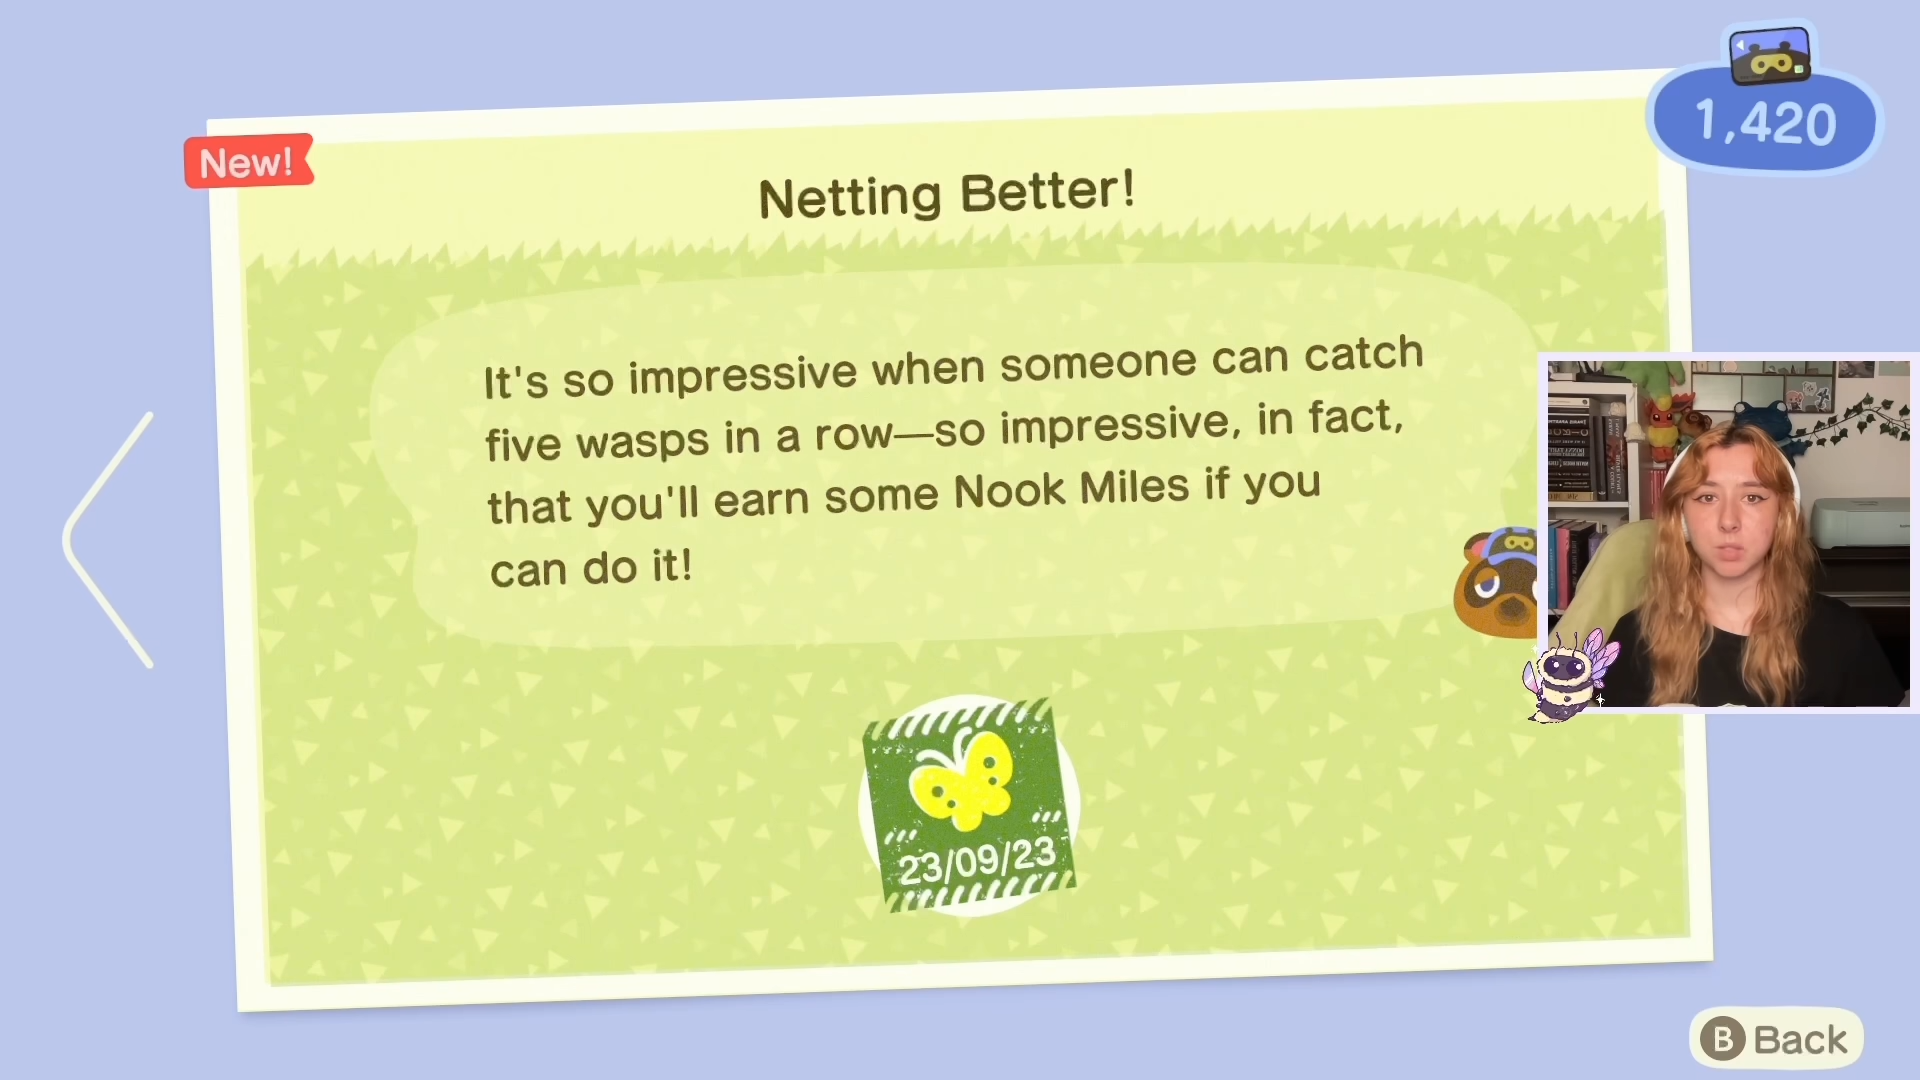 1,420
New!
Netting Better!
It's so impressive when someone can catch
five wasps in a row—so impressive, in fact,
that you'll earn some Nook Miles if you
can do it!
23/09/23
B Back